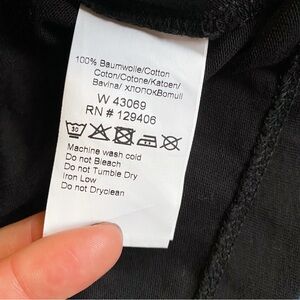 100% Baumwolle/Cotton
Coton/Cotone/Katoen/
Bavlna/ хлопокBomull
W 43069
RN # 129406
30
Machine wash cold
Do not Bleach
Do not Tumble Dry
Iron Low
Do not Dryclean